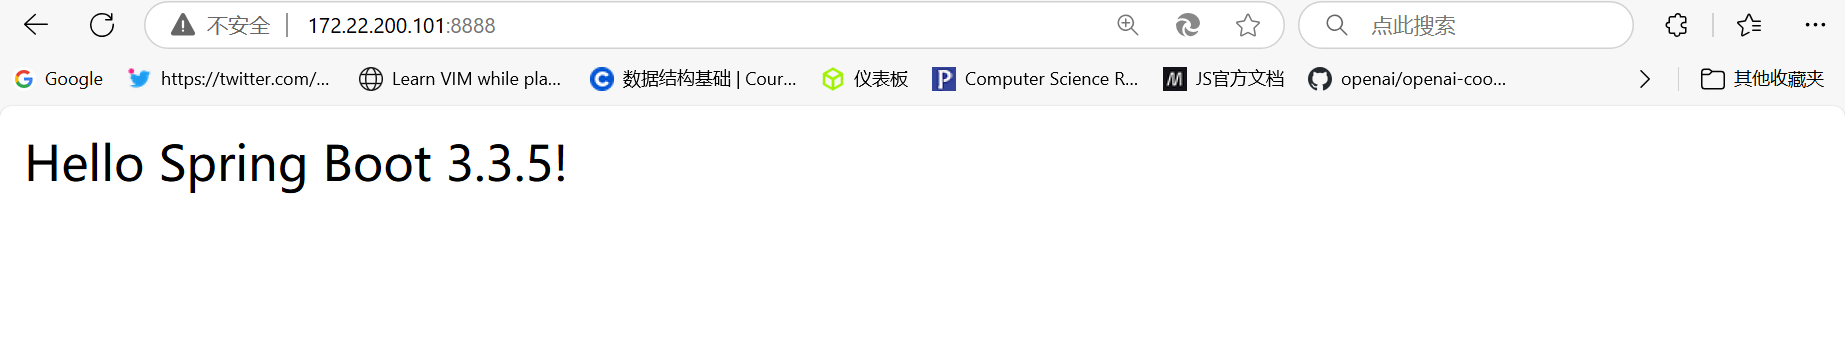 不安全 172.22.200.101:8888 点此搜索
Google https://twitter.com/... Learn VIM while pla... 数据结构基础 | Cour... 仪表板 Computer Science R... JS官方文档 openai/openai-coo... 其他收藏夹
Hello Spring Boot 3.3.5!